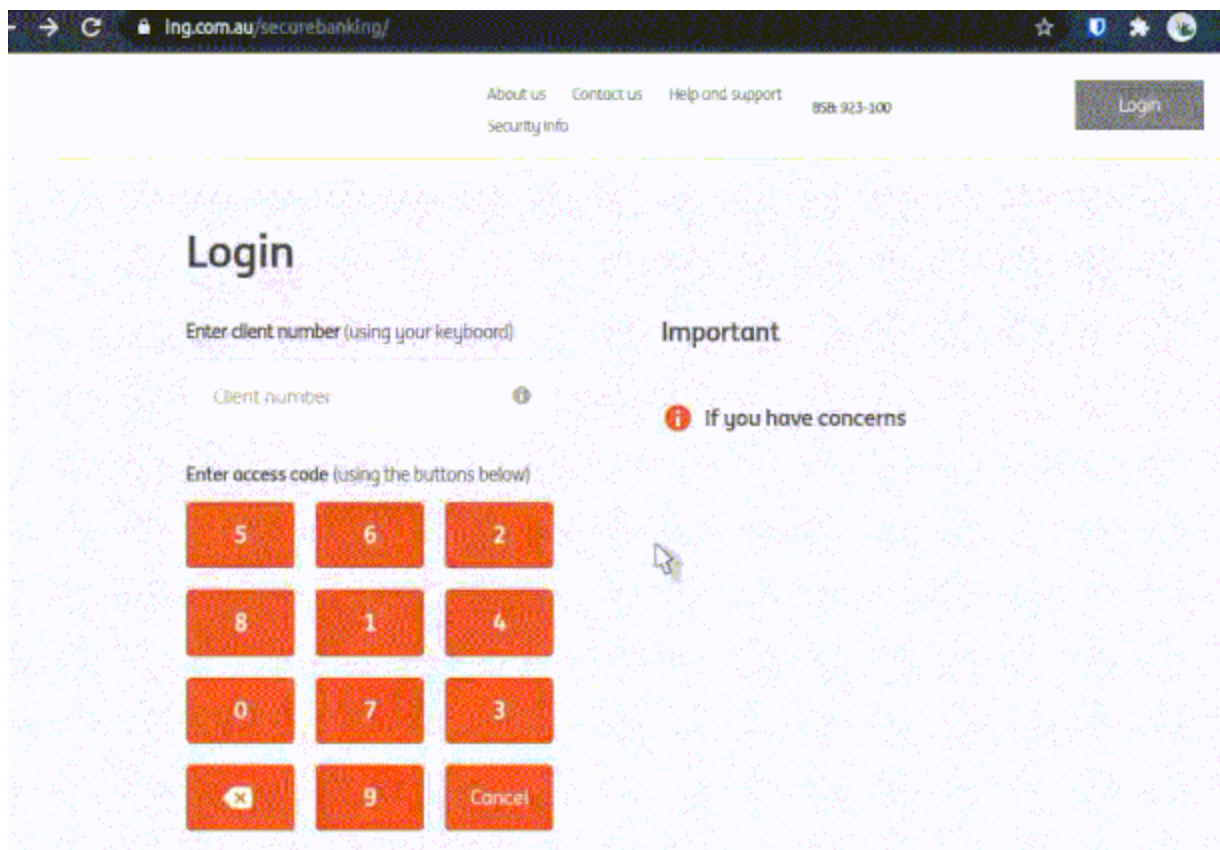 lng.com.au/securebanking/
About us Contact us Help and support
Security info
BSB: 923-100
Login
Login
Enter client number (using your keyboard)
Client number
Enter access code (using the buttons below)
5 6 2
8 1 4
0 7 3
9 Cancel
Important
If you have concerns